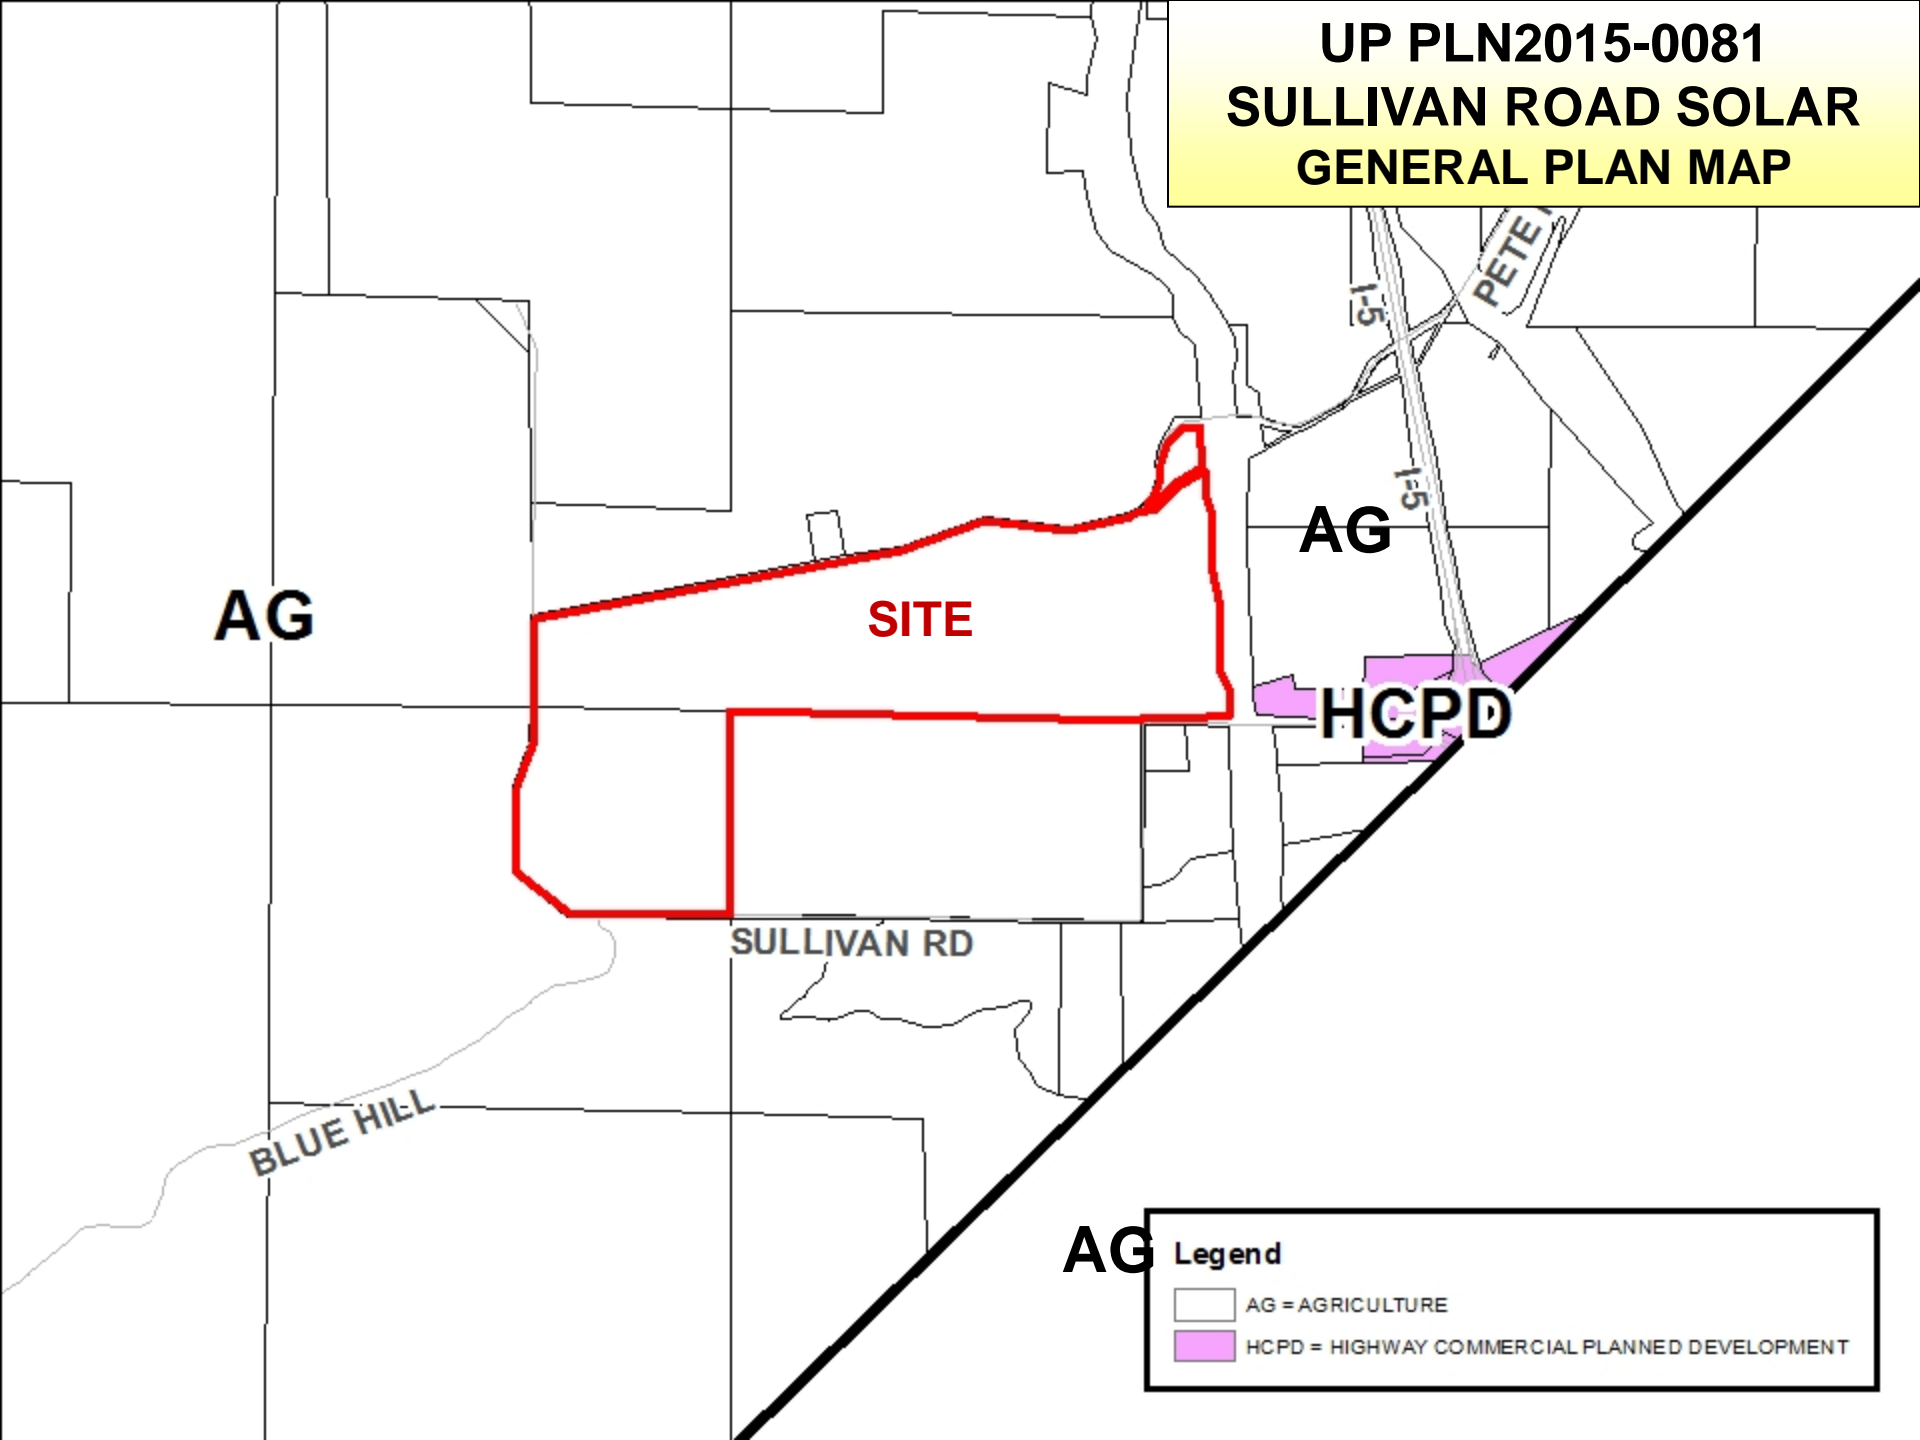 UP PLN2015-0081
SULLIVAN ROAD SOLAR
GENERAL PLAN MAP
PETE
I-5
I-5
AG
AG
SITE
HCPD
SULLIVAN RD
BLUE HILL
AG
Legend
AG = AGRICULTURE
HCPD = HIGHWAY COMMERCIAL PLANNED DEVELOPMENT